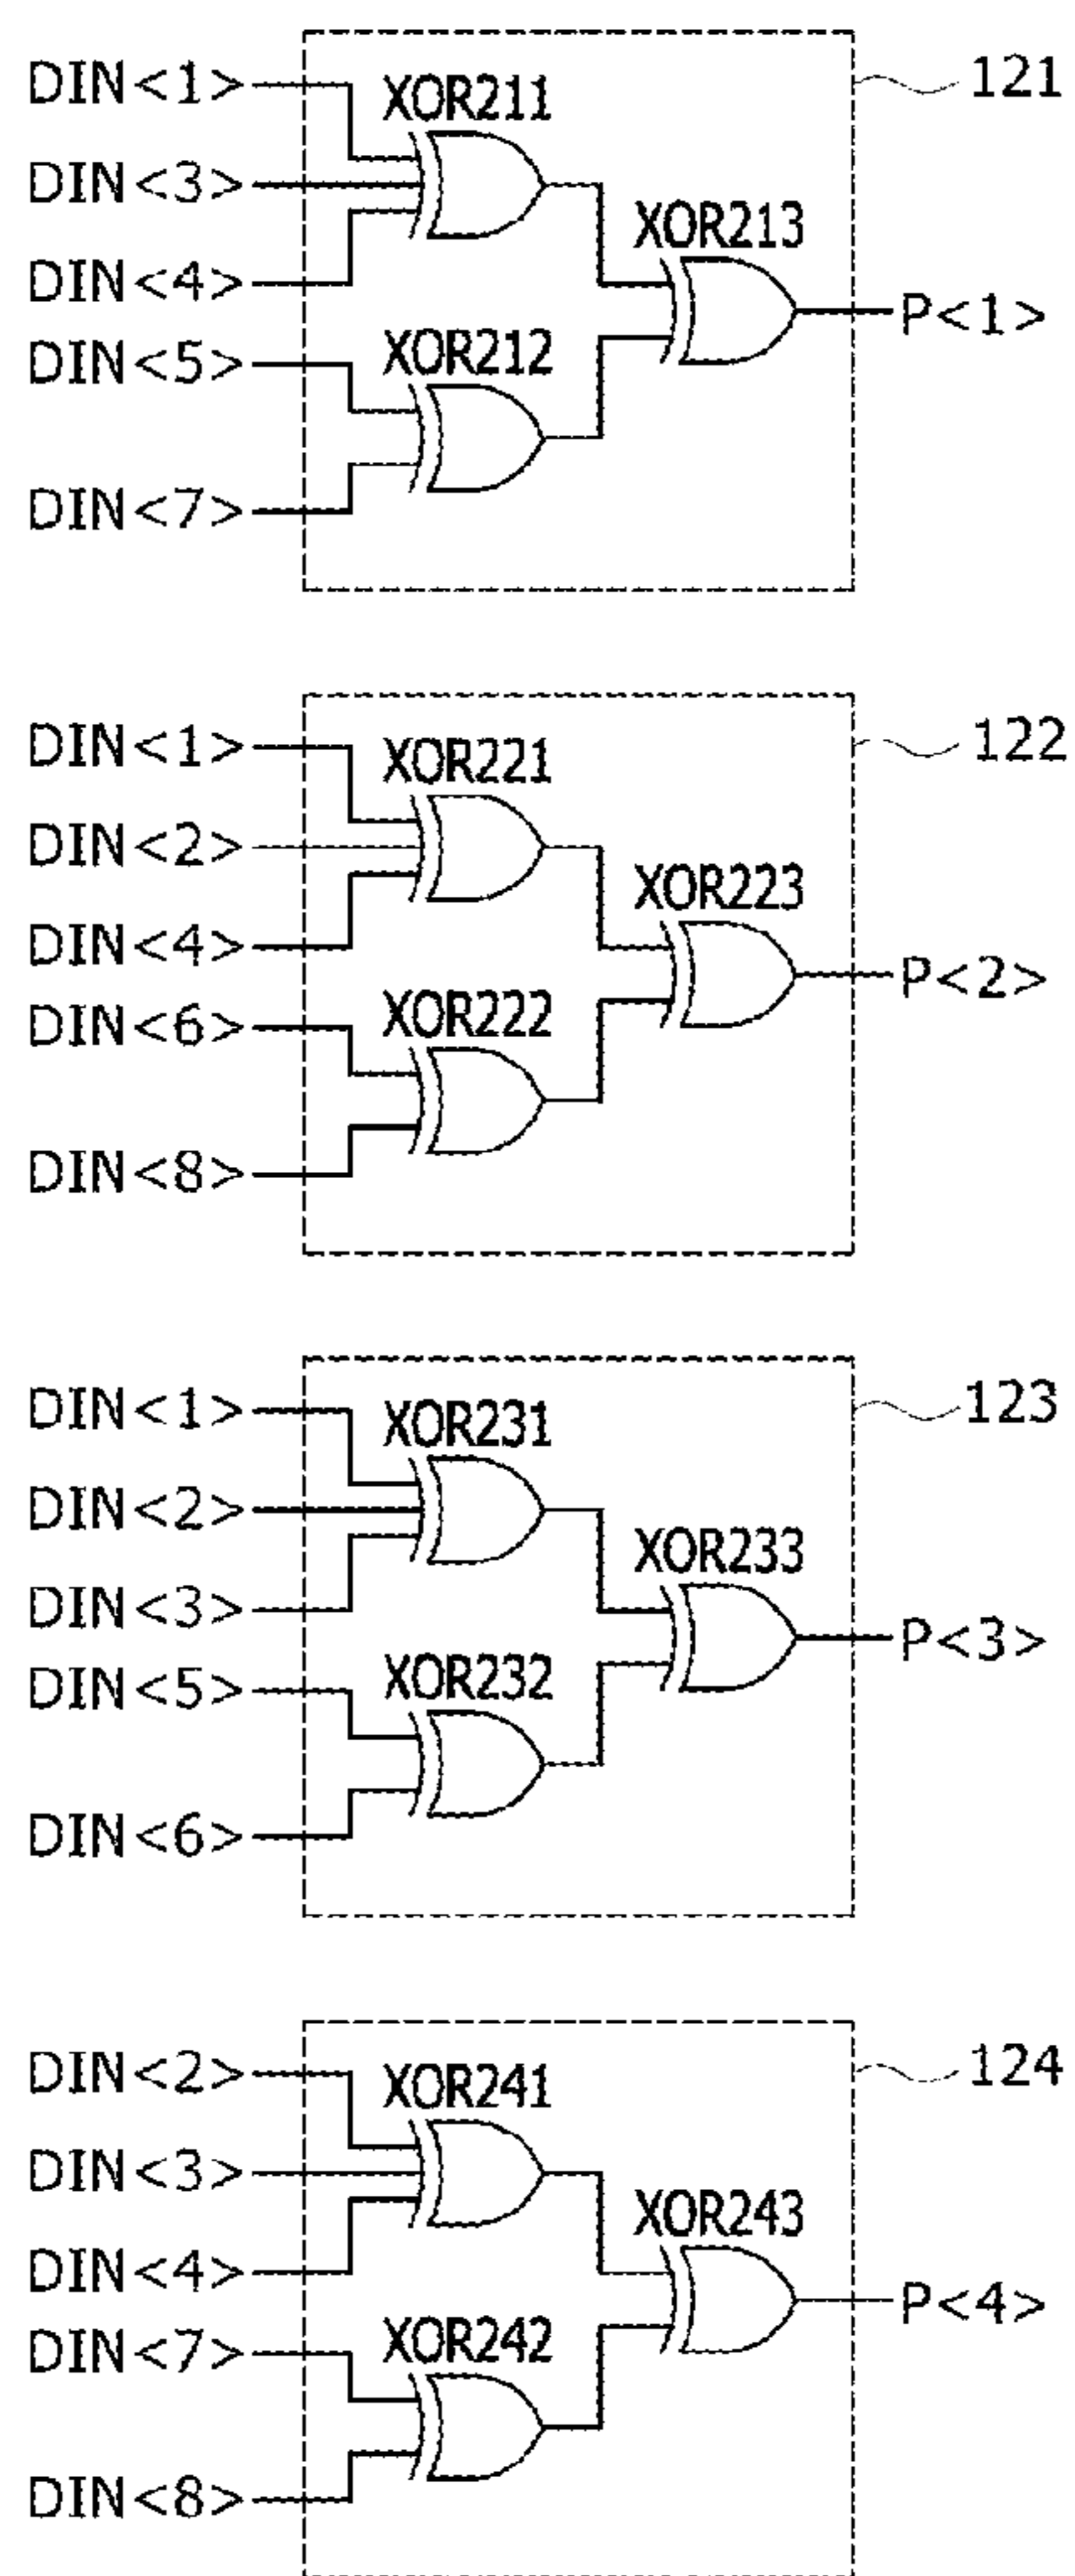 DIN<1>
XOR211
121
DIN<3>
XOR213
DIN<4>
P<1>
DIN<5>
XOR212
DIN<7>
DIN<1>
XOR221
122
DIN<2>
XOR223
DIN<4>
P<2>
DIN<6>
XOR222
DIN<8>
DIN<1>
XOR231
123
DIN<2>
XOR233
DIN<3>
P<3>
DIN<5>
XOR232
DIN<6>
DIN<2>
XOR241
124
DIN<3>
XOR243
DIN<4>
P<4>
DIN<7>
XOR242
DIN<8>